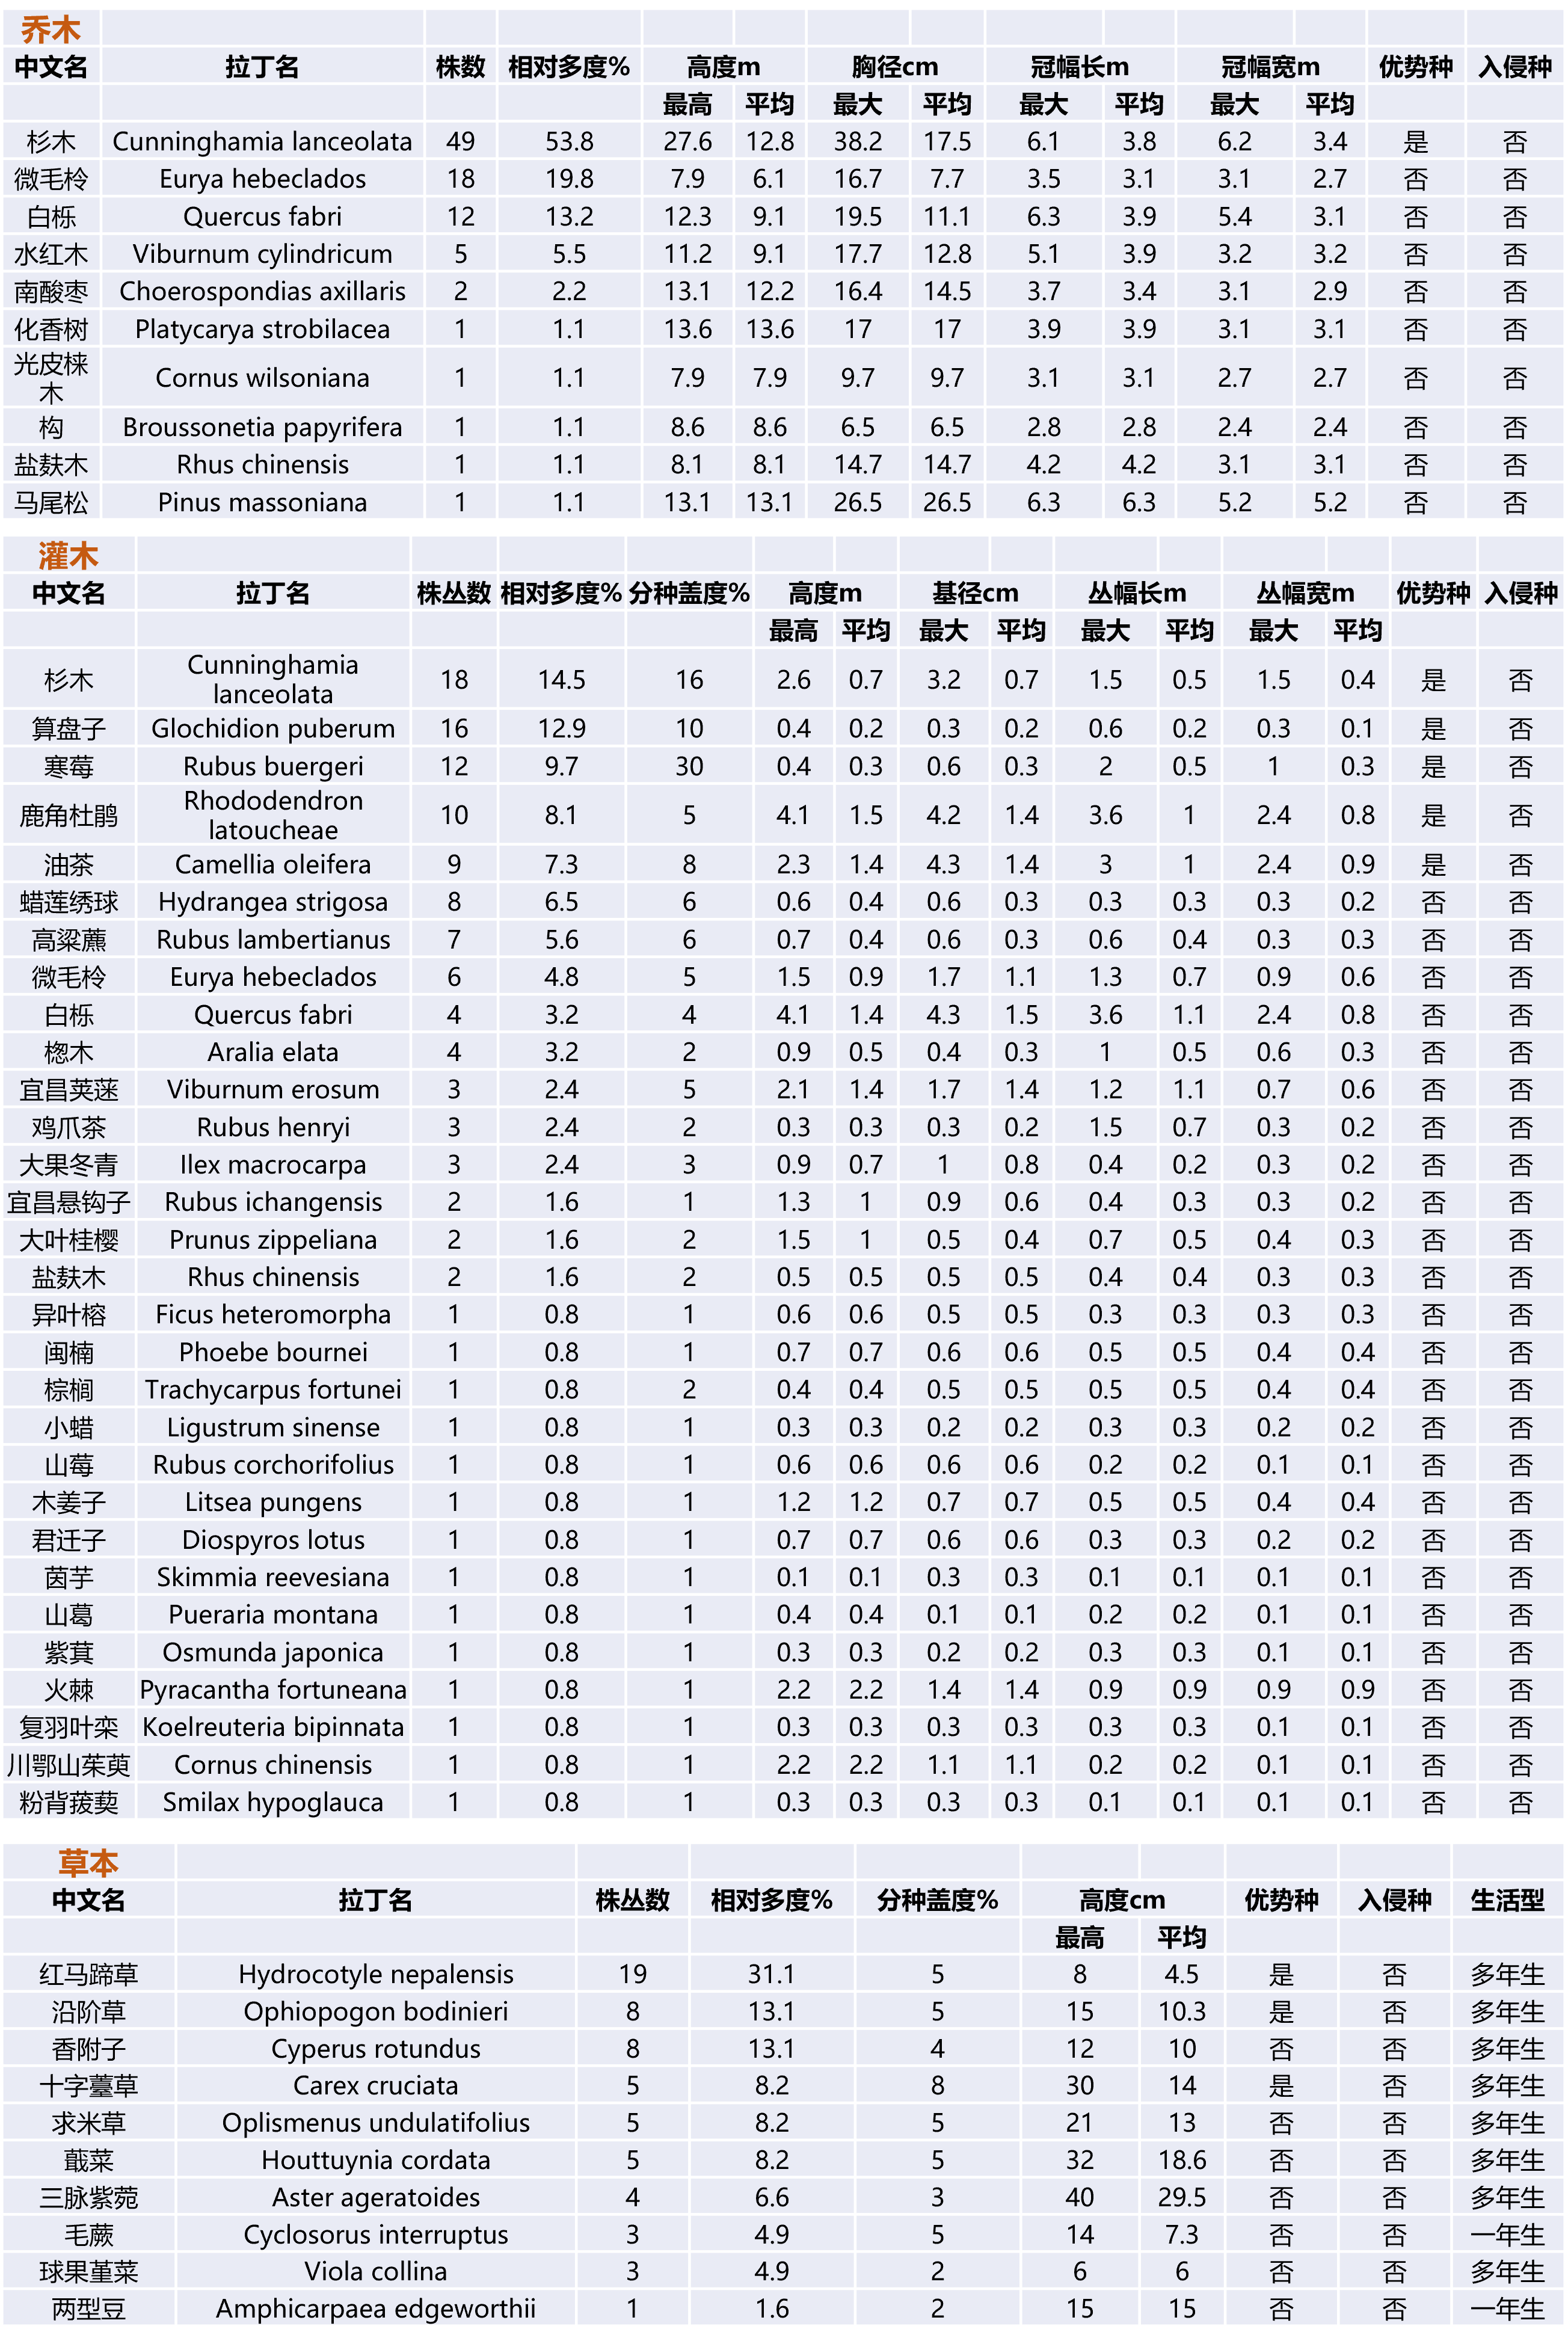 乔木
中文名 拉丁名 株数 相对多度% 高度m 胸径cm 冠幅长m 冠幅宽m 优势种 入侵种
最高 平均 最大 平均 最大 平均 最大 平均
杉木 Cunninghamia lanceolata 49 53.8 27.6 12.8 38.2 17.5 6.1 3.8 6.2 3.4 是 否
微毛柃 Eurya hebeclados 18 19.8 7.9 6.1 16.7 7.7 3.5 3.1 3.1 2.7 否 否
白栎 Quercus fabri 12 13.2 12.3 9.1 19.5 11.1 6.3 3.9 5.4 3.1 否 否
水红木 Viburnum cylindricum 5 5.5 11.2 9.1 17.7 12.8 5.1 3.9 3.2 3.2 否 否
南酸枣 Choerospondias axillaris 2 2.2 13.1 12.2 16.4 14.5 3.7 3.4 3.1 2.9 否 否
化香树 Platycarya strobilacea 1 1.1 13.6 13.6 17 17 3.9 3.9 3.1 3.1 否 否
光皮梾
木 Cornus wilsoniana 1 1.1 7.9 7.9 9.7 9.7 3.1 3.1 2.7 2.7 否 否
构 Broussonetia papyrifera 1 1.1 8.6 8.6 6.5 6.5 2.8 2.8 2.4 2.4 否 否
盐麸木 Rhus chinensis 1 1.1 8.1 8.1 14.7 14.7 4.2 4.2 3.1 3.1 否 否
马尾松 Pinus massoniana 1 1.1 13.1 13.1 26.5 26.5 6.3 6.3 5.2 5.2 否 否
灌木
中文名 拉丁名 株丛数 相对多度% 分种盖度% 高度m 基径cm 丛幅长m 丛幅宽m 优势种 入侵种
最高 平均 最大 平均 最大 平均 最大 平均
杉木 Cunninghamia
lanceolata 18 14.5 16 2.6 0.7 3.2 0.7 1.5 0.5 1.5 0.4 是 否
算盘子 Glochidion puberum 16 12.9 10 0.4 0.2 0.3 0.2 0.6 0.2 0.3 0.1 是 否
寒莓 Rubus buergeri 12 9.7 30 0.4 0.3 0.6 0.3 2 0.5 1 0.3 是 否
鹿角杜鹃 Rhododendron
latoucheae 10 8.1 5 4.1 1.5 4.2 1.4 3.6 1 2.4 0.8 是 否
油茶 Camellia oleifera 9 7.3 8 2.3 1.4 4.3 1.4 3 1 2.4 0.9 是 否
蜡莲绣球 Hydrangea strigosa 8 6.5 6 0.6 0.4 0.6 0.3 0.3 0.3 0.3 0.2 否 否
高粱藨 Rubus lambertianus 7 5.6 6 0.7 0.4 0.6 0.3 0.6 0.4 0.3 0.3 否 否
微毛柃 Eurya hebeclados 6 4.8 5 1.5 0.9 1.7 1.1 1.3 0.7 0.9 0.6 否 否
白栎 Quercus fabri 4 3.2 4 4.1 1.4 4.3 1.5 3.6 1.1 2.4 0.8 否 否
楤木 Aralia elata 4 3.2 2 0.9 0.5 0.4 0.3 1 0.5 0.6 0.3 否 否
宜昌荚蒾 Viburnum erosum 3 2.4 5 2.1 1.4 1.7 1.4 1.2 1.1 0.7 0.6 否 否
鸡爪茶 Rubus henryi 3 2.4 2 0.3 0.3 0.3 0.2 1.5 0.7 0.3 0.2 否 否
大果冬青 Ilex macrocarpa 3 2.4 3 0.9 0.7 1 0.8 0.4 0.2 0.3 0.2 否 否
宜昌悬钩子 Rubus ichangensis 2 1.6 1 1.3 1 0.9 0.6 0.4 0.3 0.3 0.2 否 否
大叶桂樱 Prunus zippeliana 2 1.6 2 1.5 1 0.5 0.4 0.7 0.5 0.4 0.3 否 否
盐麸木 Rhus chinensis 2 1.6 2 0.5 0.5 0.5 0.5 0.4 0.4 0.3 0.3 否 否
异叶榕 Ficus heteromorpha 1 0.8 1 0.6 0.6 0.5 0.5 0.3 0.3 0.3 0.3 否 否
闽楠 Phoebe bournei 1 0.8 1 0.7 0.7 0.6 0.6 0.5 0.5 0.4 0.4 否 否
棕榈 Trachycarpus fortunei 1 0.8 2 0.4 0.4 0.5 0.5 0.5 0.5 0.4 0.4 否 否
小蜡 Ligustrum sinense 1 0.8 1 0.3 0.3 0.2 0.2 0.3 0.3 0.2 0.2 否 否
山莓 Rubus corchorifolius 1 0.8 1 0.6 0.6 0.6 0.6 0.2 0.2 0.1 0.1 否 否
木姜子 Litsea pungens 1 0.8 1 1.2 1.2 0.7 0.7 0.5 0.5 0.4 0.4 否 否
君迁子 Diospyros lotus 1 0.8 1 0.7 0.7 0.6 0.6 0.3 0.3 0.2 0.2 否 否
茵芋 Skimmia reevesiana 1 0.8 1 0.1 0.1 0.3 0.3 0.1 0.1 0.1 0.1 否 否
山葛 Pueraria montana 1 0.8 1 0.4 0.4 0.1 0.1 0.2 0.2 0.1 0.1 否 否
紫萁 Osmunda japonica 1 0.8 1 0.3 0.3 0.2 0.2 0.3 0.3 0.1 0.1 否 否
火棘 Pyracantha fortuneana 1 0.8 1 2.2 2.2 1.4 1.4 0.9 0.9 0.9 0.9 否 否
复羽叶栾 Koelreuteria bipinnata 1 0.8 1 0.3 0.3 0.3 0.3 0.3 0.3 0.1 0.1 否 否
川鄂山茱萸 Cornus chinensis 1 0.8 1 2.2 2.2 1.1 1.1 0.2 0.2 0.1 0.1 否 否
粉背菝葜 Smilax hypoglauca 1 0.8 1 0.3 0.3 0.3 0.3 0.1 0.1 0.1 0.1 否 否
草本
中文名 拉丁名 株丛数 相对多度% 分种盖度% 高度cm 优势种 入侵种 生活型
最高 平均
红马蹄草 Hydrocotyle nepalensis 19 31.1 5 8 4.5 是 否 多年生
沿阶草 Ophiopogon bodinieri 8 13.1 5 15 10.3 是 否 多年生
香附子 Cyperus rotundus 8 13.1 4 12 10 否 否 多年生
十字薹草 Carex cruciata 5 8.2 8 30 14 是 否 多年生
求米草 Oplismenus undulatifolius 5 8.2 5 21 13 否 否 多年生
蕺菜 Houttuynia cordata 5 8.2 5 32 18.6 否 否 多年生
三脉紫菀 Aster ageratoides 4 6.6 3 40 29.5 否 否 多年生
毛蕨 Cyclosorus interruptus 3 4.9 5 14 7.3 否 否 一年生
球果堇菜 Viola collina 3 4.9 2 6 6 否 否 多年生
两型豆 Amphicarpaea edgeworthii 1 1.6 2 15 15 否 否 一年生